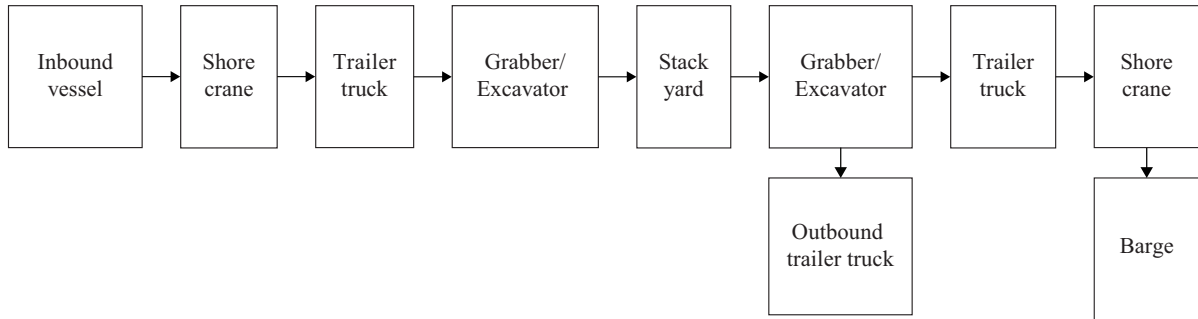 Inbound
vessel
Shore
crane
Trailer
truck
Grabber/
Excavator
Stack
yard
Grabber/
Excavator
Trailer
truck
Shore
crane
Outbound
trailer truck
Barge